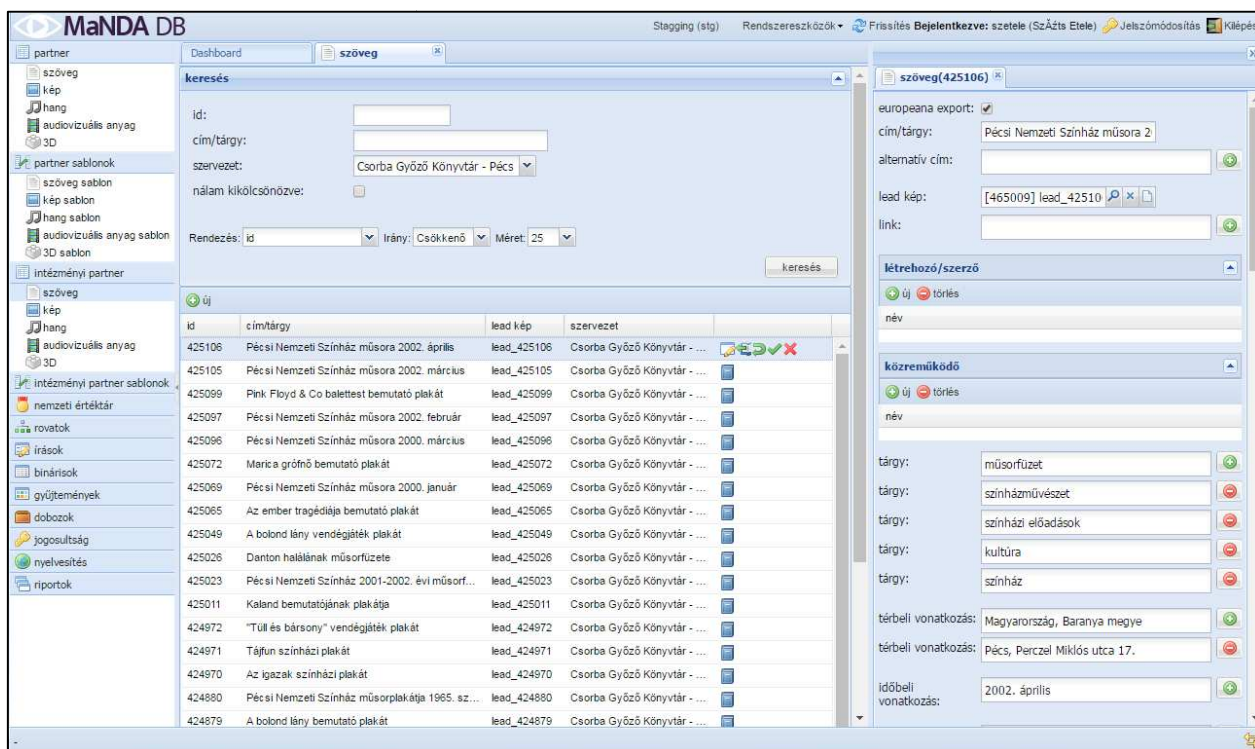 MaNDA DB
Stagging (stg) Rendszereszközök Frissítés Bejelentkezve: szetele (SzĂžts Etele) Jelszómódosítás Kilépés
partner
szöveg
kép
hang
audiovizuális anyag
3D
partner sablonok
szöveg sablon
kép sablon
hang sablon
audiovizuális anyag sablon
3D sablon
intézményi partner
szöveg
kép
hang
audiovizuális anyag
3D
intézményi partner sablonok
nemzeti értéktár
rovatok
írások
binárisok
gyűjtemények
dobozok
jogosultság
nyelvesítés
riportok
Dashboard szöveg
keresés
id:
cím/tárgy:
szervezet: Csorba Győző Könyvtár - Pécs
nálam kikölcsönözve:
Rendezés: id Irány: Csökkenő Méret: 25
keresés
új
id cím/tárgy lead kép szervezet
425106 Pécsi Nemzeti Színház műsora 2002. április lead_425106 Csorba Győző Könyvtár - ...
425105 Pécsi Nemzeti Színház műsora 2002. március lead_425105 Csorba Győző Könyvtár - ...
425099 Pink Floyd & Co balettest bemutató plakát lead_425099 Csorba Győző Könyvtár - ...
425097 Pécsi Nemzeti Színház műsora 2002. február lead_425097 Csorba Győző Könyvtár - ...
425096 Pécsi Nemzeti Színház műsora 2000. március lead_425096 Csorba Győző Könyvtár - ...
425072 Marica grófnő bemutató plakát lead_425072 Csorba Győző Könyvtár - ...
425069 Pécsi Nemzeti Színház műsora 2000. január lead_425069 Csorba Győző Könyvtár - ...
425065 Az ember tragédiája bemutató plakát lead_425065 Csorba Győző Könyvtár - ...
425049 A bolond lány vendégjáték plakát lead_425049 Csorba Győző Könyvtár - ...
425026 Danton halálának műsorfüzete lead_425026 Csorba Győző Könyvtár - ...
425023 Pécsi Nemzeti Színház 2001-2002. évi műsorf... lead_425023 Csorba Győző Könyvtár - ...
425011 Kaland bemutatójának plakátja lead_425011 Csorba Győző Könyvtár - ...
424972 "Tüll és bársony" vendégjáték plakát lead_424972 Csorba Győző Könyvtár - ...
424971 Tájfun színházi plakát lead_424971 Csorba Győző Könyvtár - ...
424970 Az igazak színházi plakát lead_424970 Csorba Győző Könyvtár - ...
424880 Pécsi Nemzeti Színház műsorplakátja 1965. sz... lead_424880 Csorba Győző Könyvtár - ...
424879 A bolond lány bemutató plakát lead_424879 Csorba Győző Könyvtár - ...
szöveg(425106)
europeana export:
cím/tárgy: Pécsi Nemzeti Színház műsora 2
alternatív cím:
lead kép: [465009] lead_42510
link:
létrehozó/szerző
új törlés
név
közreműködő
új törlés
név
tárgy: műsorfüzet
tárgy: színházművészet
tárgy: színházi előadások
tárgy: kultúra
tárgy: színház
térbeli vonatkozás: Magyarország, Baranya megye
térbeli vonatkozás: Pécs, Perczel Miklós utca 17.
időbeli
vonatkozás: 2002. április